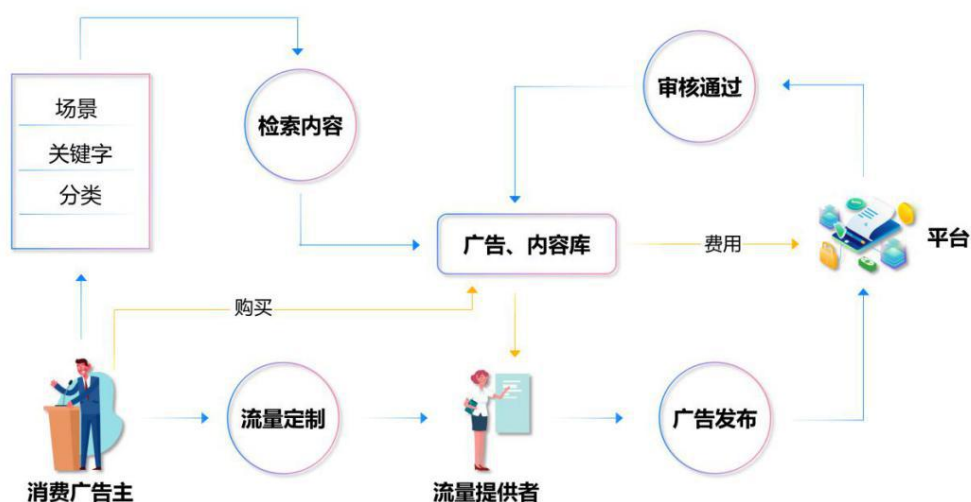 场景
关键字
分类
检索内容
审核通过
广告、内容库
费用
平台
购买
流量定制
广告发布
消费广告主
流量提供者